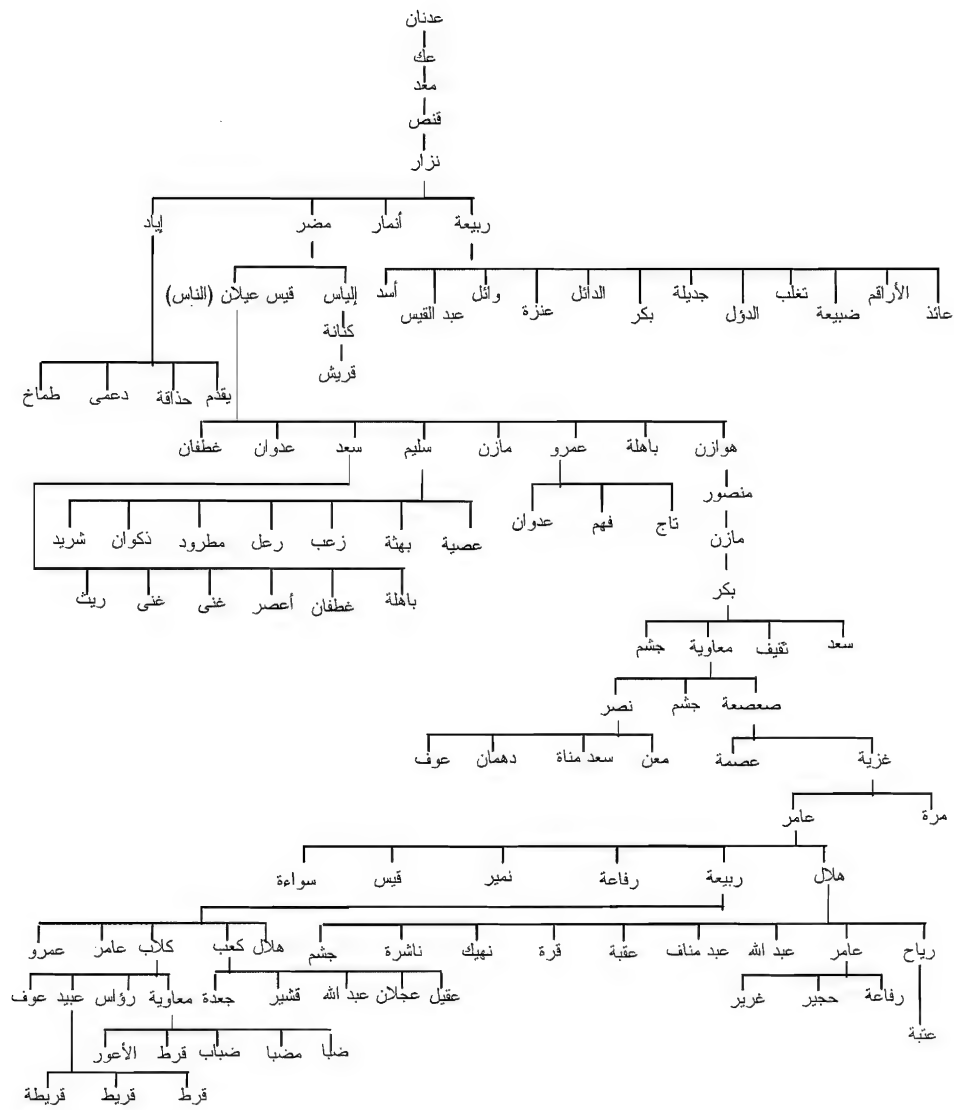 عدنان
عك
معد
قنص
نزار
ربيعة أنمار مضر إياد
عائذ الأراقم ضبيعة تغلب الدؤل جديلة بكر الدائل عنزة وائل عبد القيس أسد
إلياس قيس عيلان (الناس)
كنانة
قريش
يقدم حذاقة دعمى طماخ
هوازن باهلة عمرو مازن سليم سعد عدوان غطفان
منصور
تاج فهم عدوان
عصية بهثة زعب رعل مطرود ذكوان شريد
مازن
باهلة غطفان أعصر غنى غنى ريث
بكر
سعد ثقيف معاوية جشم
صعصعة جشم نصر
غزية عصمة
معن سعد مناة دهمان عوف
مرة عامر
هلال ربيعة رفاعة نمير قيس سواءة
رياح عامر عبد الله عبد مناف عقبة قرة نهيك ناشرة جشم
هلال كعب كلاب عامر عمرو
رفاعة حجير غرير
عقيل عجلان عبد الله قشير جعدة
معاوية رؤاس عبيد عوف
عتبة
ضبا مضبا ضباب قرط الأعور
قرط قريط قريطة